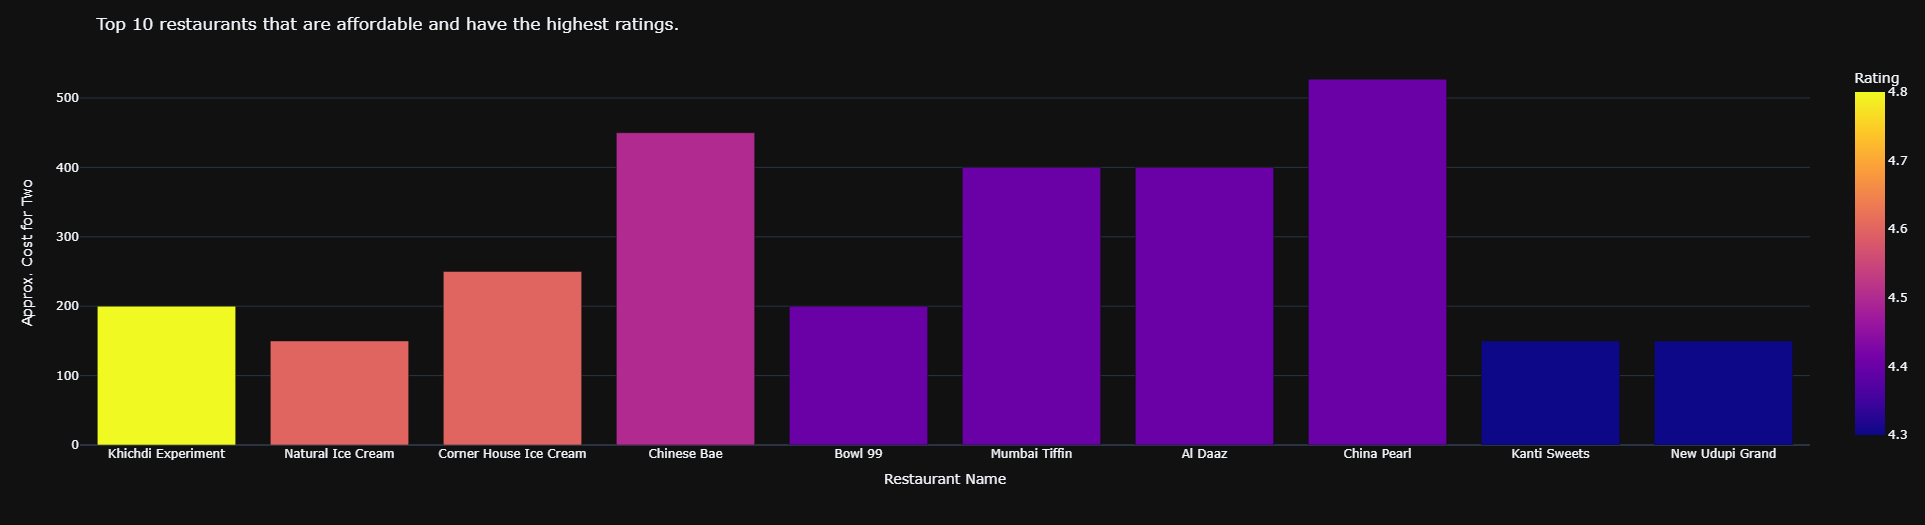 Top 10 restaurants that are affordable and have the highest ratings.
Rating
4.8
4.7
4.6
4.5
4.4
4.3
Approx. Cost for Two
500
400
300
200
100
0
Khichdi Experiment
Natural Ice Cream
Corner House Ice Cream
Chinese Bae
Bowl 99
Mumbai Tiffin
Al Daaz
China Pearl
Kanti Sweets
New Udupi Grand
Restaurant Name